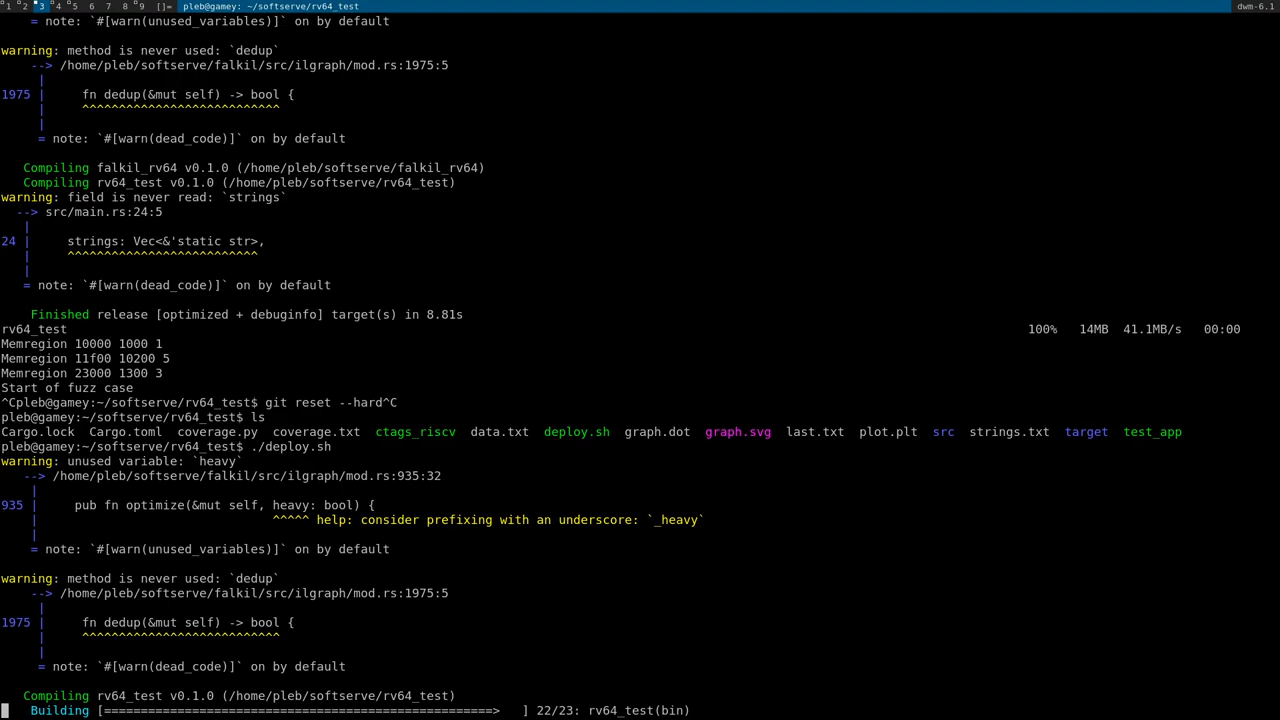 1 2 3 4 5 6 7 8 9 []= pleb@gamey: ~/softserve/rv64_test dwm-6.1
= note: `#[warn(unused_variables)]` on by default
warning: method is never used: `dedup`
--> /home/pleb/softserve/falkil/src/ilgraph/mod.rs:1975:5
|
1975 | fn dedup(&mut self) -> bool {
| ^^^^^^^^^^^^^^^^^^^^^^^^^^^
|
= note: `#[warn(dead_code)]` on by default
Compiling falkil_rv64 v0.1.0 (/home/pleb/softserve/falkil_rv64)
Compiling rv64_test v0.1.0 (/home/pleb/softserve/rv64_test)
warning: field is never read: `strings`
--> src/main.rs:24:5
|
24 | strings: Vec<&'static str>,
| ^^^^^^^^^^^^^^^^^^^^^^^^^^
|
= note: `#[warn(dead_code)]` on by default
Finished release [optimized + debuginfo] target(s) in 8.81s
rv64_test 100% 14MB 41.1MB/s 00:00
Memregion 10000 1000 1
Memregion 11f00 10200 5
Memregion 23000 1300 3
Start of fuzz case
^Cpleb@gamey:~/softserve/rv64_test$ git reset --hard^C
pleb@gamey:~/softserve/rv64_test$ ls
Cargo.lock Cargo.toml coverage.py coverage.txt ctags_riscv data.txt deploy.sh graph.dot graph.svg last.txt plot.plt src strings.txt target test_app
pleb@gamey:~/softserve/rv64_test$ ./deploy.sh
warning: unused variable: `heavy`
--> /home/pleb/softserve/falkil/src/ilgraph/mod.rs:935:32
|
935 | pub fn optimize(&mut self, heavy: bool) {
| ^^^^^ help: consider prefixing with an underscore: `_heavy`
|
= note: `#[warn(unused_variables)]` on by default
warning: method is never used: `dedup`
--> /home/pleb/softserve/falkil/src/ilgraph/mod.rs:1975:5
|
1975 | fn dedup(&mut self) -> bool {
| ^^^^^^^^^^^^^^^^^^^^^^^^^^^
|
= note: `#[warn(dead_code)]` on by default
Compiling rv64_test v0.1.0 (/home/pleb/softserve/rv64_test)
Building [=====================================================> ] 22/23: rv64_test(bin)